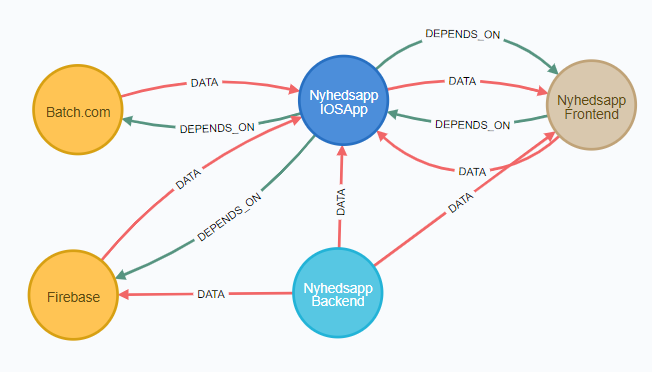 DEPENDS_ON
Nyhedsapp
IOSApp
Nyhedsapp
Frontend
Batch.com
DATA
DATA
DEPENDS_ON
DEPENDS_ON
DATA
DATA
DEPENDS_ON
DATA
DATA
Firebase
DATA
Nyhedsapp
Backend